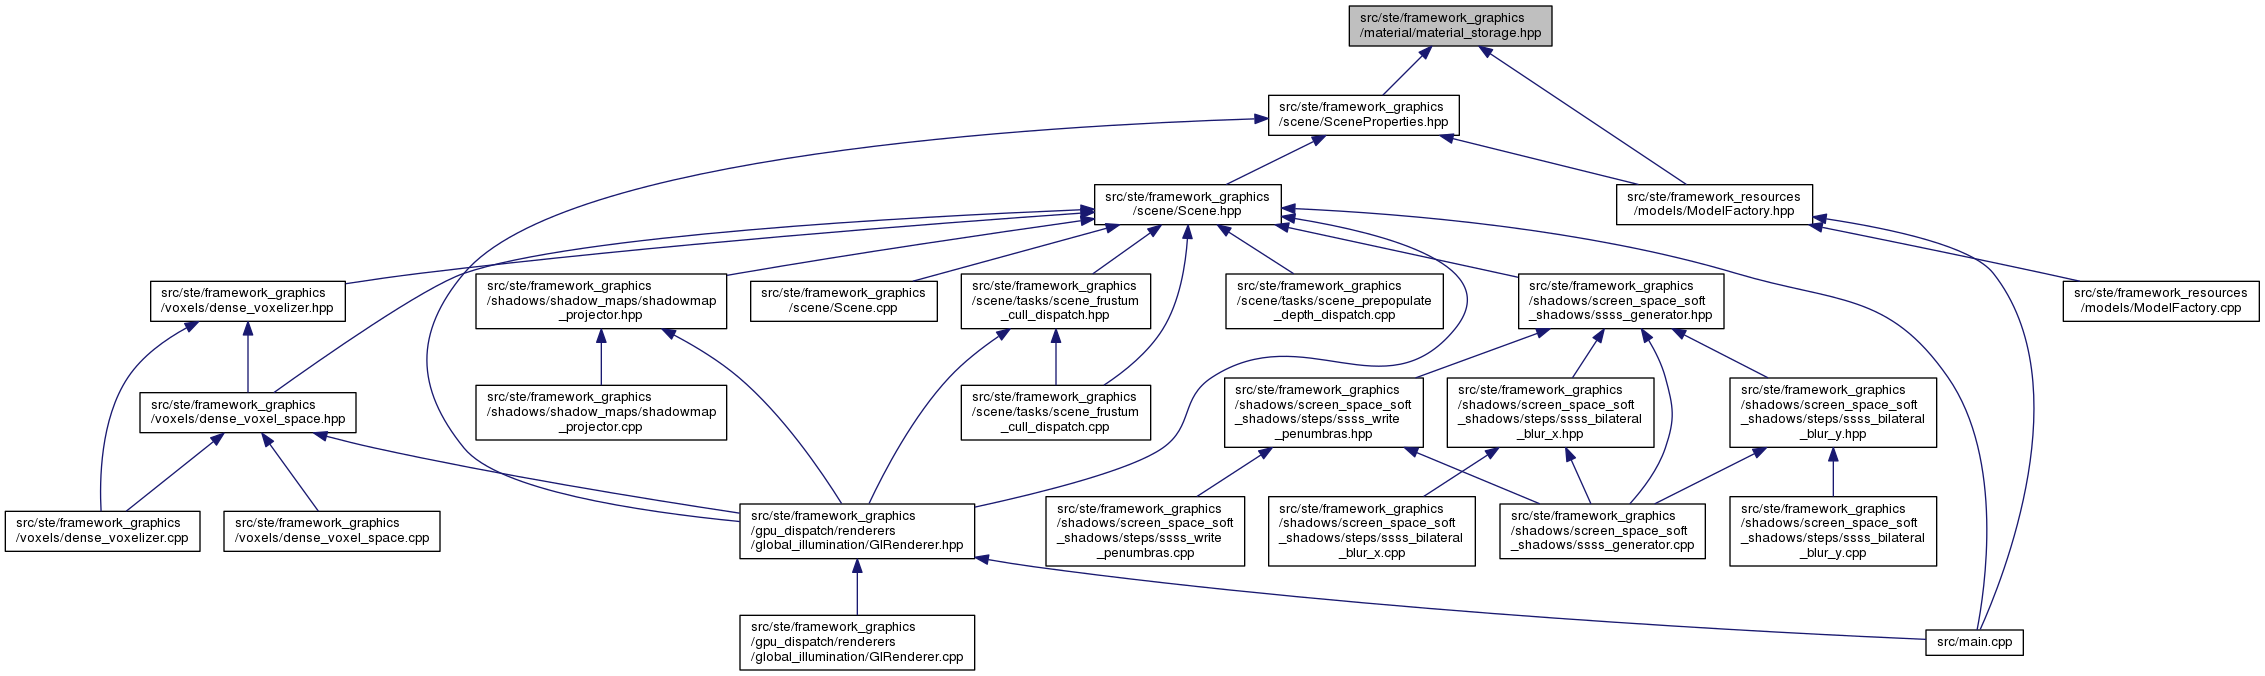 src/ste/framework_graphics
/material/material_storage.hpp
src/ste/framework_graphics
/scene/SceneProperties.hpp
src/ste/framework_graphics
/scene/Scene.hpp
src/ste/framework_resources
/models/ModelFactory.hpp
src/ste/framework_graphics
/voxels/dense_voxelizer.hpp
src/ste/framework_graphics
/shadows/shadow_maps/shadowmap
_projector.hpp
src/ste/framework_graphics
/scene/Scene.cpp
src/ste/framework_graphics
/scene/tasks/scene_frustum
_cull_dispatch.hpp
src/ste/framework_graphics
/scene/tasks/scene_prepopulate
_depth_dispatch.cpp
src/ste/framework_graphics
/shadows/screen_space_soft
_shadows/ssss_generator.hpp
src/ste/framework_resources
/models/ModelFactory.cpp
src/ste/framework_graphics
/voxels/dense_voxel_space.hpp
src/ste/framework_graphics
/shadows/shadow_maps/shadowmap
_projector.cpp
src/ste/framework_graphics
/scene/tasks/scene_frustum
_cull_dispatch.cpp
src/ste/framework_graphics
/shadows/screen_space_soft
_shadows/steps/ssss_write
_penumbras.hpp
src/ste/framework_graphics
/shadows/screen_space_soft
_shadows/steps/ssss_bilateral
_blur_x.hpp
src/ste/framework_graphics
/shadows/screen_space_soft
_shadows/steps/ssss_bilateral
_blur_y.hpp
src/ste/framework_graphics
/voxels/dense_voxelizer.cpp
src/ste/framework_graphics
/voxels/dense_voxel_space.cpp
src/ste/framework_graphics
/gpu_dispatch/renderers
/global_illumination/GIRenderer.hpp
src/ste/framework_graphics
/shadows/screen_space_soft
_shadows/steps/ssss_write
_penumbras.cpp
src/ste/framework_graphics
/shadows/screen_space_soft
_shadows/steps/ssss_bilateral
_blur_x.cpp
src/ste/framework_graphics
/shadows/screen_space_soft
_shadows/ssss_generator.cpp
src/ste/framework_graphics
/shadows/screen_space_soft
_shadows/steps/ssss_bilateral
_blur_y.cpp
src/ste/framework_graphics
/gpu_dispatch/renderers
/global_illumination/GIRenderer.cpp
src/main.cpp